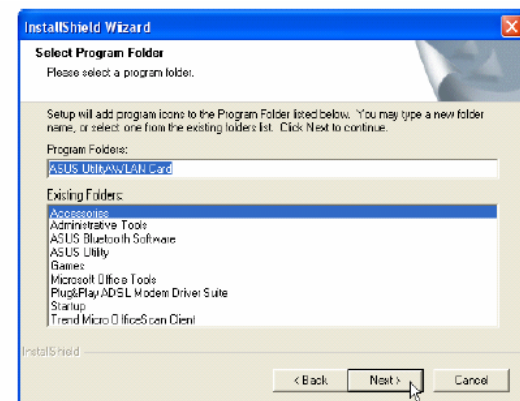 InstallShield Wizard
Select Program Folder
Please select a program folder.
Setup will add program icons to the Program Folder listed below. You may type a new folder
name, or select one from the existing folders list. Click Next to continue.
Program Folders:
ASUS Utility\WLAN Card
Existing Folders:
Accessories
Administrative Tools
ASUS Bluetooth Software
ASUS Utility
Games
Microsoft Office Tools
Plug&Play ADSL Modem Driver Suite
Startup
Trend Micro OfficeScan Client
InstallShield
< Back
Next >
Cancel